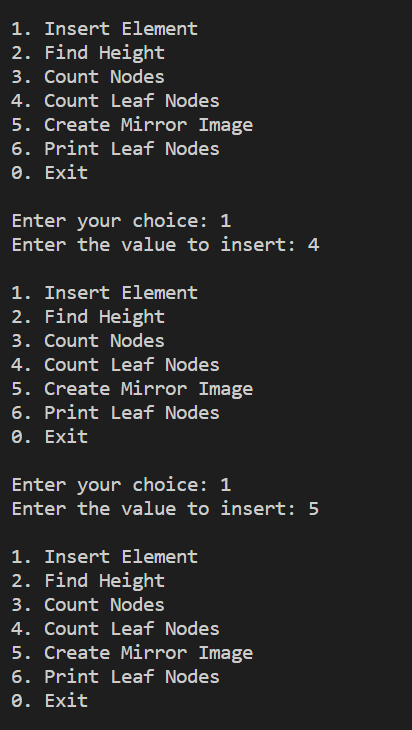 1. Insert Element
2. Find Height
3. Count Nodes
4. Count Leaf Nodes
5. Create Mirror Image
6. Print Leaf Nodes
0. Exit
Enter your choice: 1
Enter the value to insert: 4
1. Insert Element
2. Find Height
3. Count Nodes
4. Count Leaf Nodes
5. Create Mirror Image
6. Print Leaf Nodes
0. Exit
Enter your choice: 1
Enter the value to insert: 5
1. Insert Element
2. Find Height
3. Count Nodes
4. Count Leaf Nodes
5. Create Mirror Image
6. Print Leaf Nodes
0. Exit